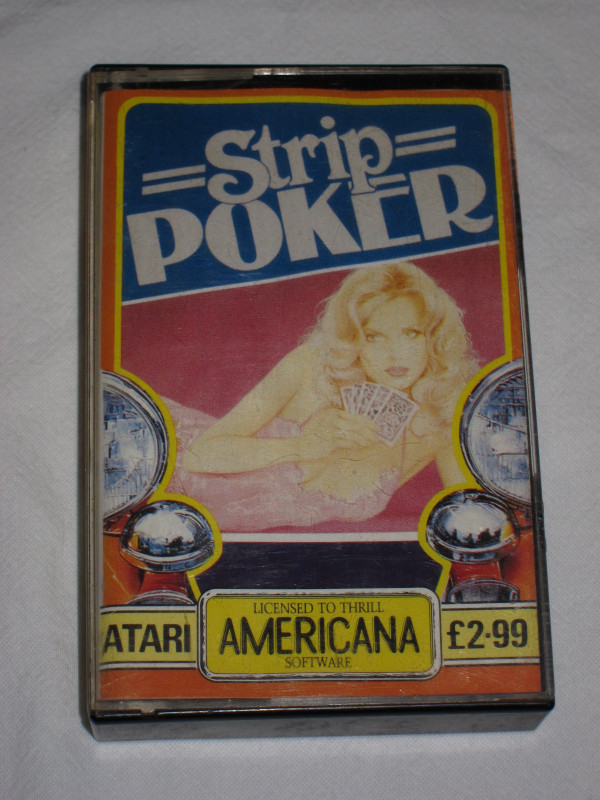 Strip
POKER
LICENSED TO THRILL
ATARI AMERICANA £2·99
SOFTWARE